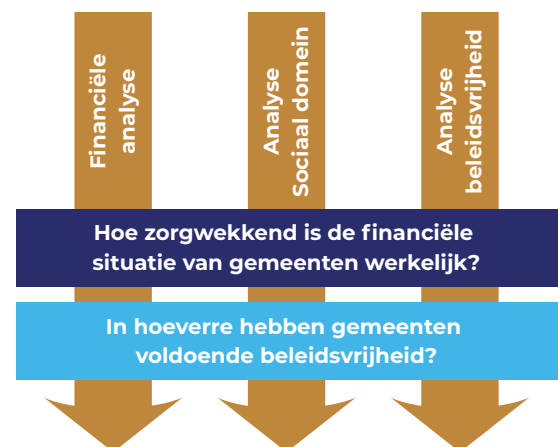 Financiële
analyse
Analyse
Sociaal domein
Analyse
beleidsvrijheid
Hoe zorgwekkend is de financiële
situatie van gemeenten werkelijk?
In hoeverre hebben gemeenten
voldoende beleidsvrijheid?